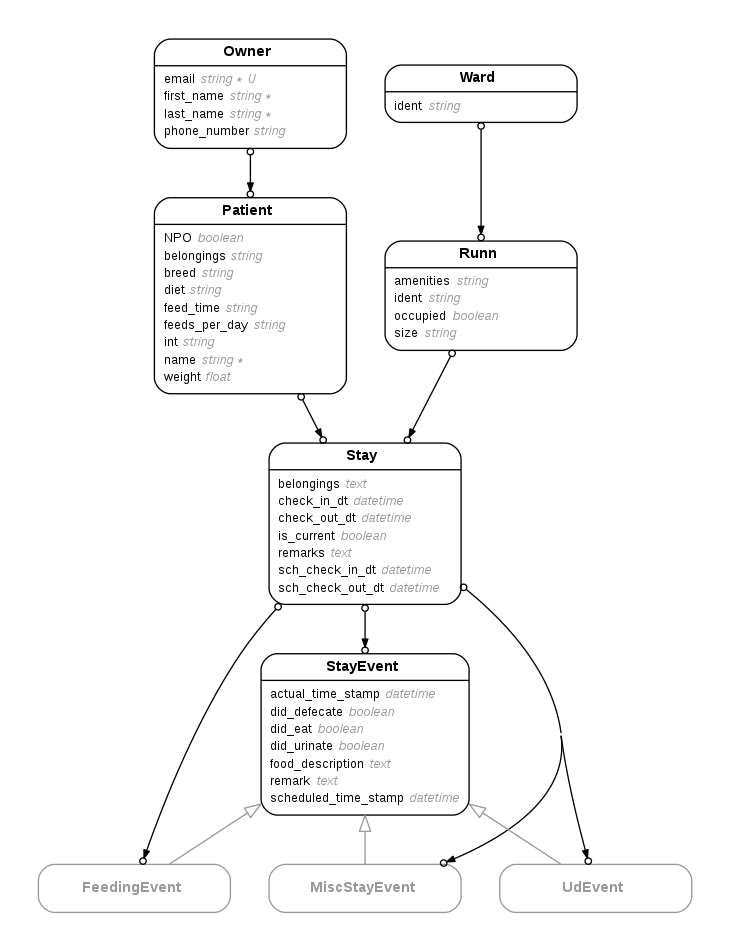 Owner
email string * U
first_name string *
last_name string *
phone_number string
Ward
ident string
Patient
NPO boolean
belongings string
breed string
diet string
feed_time string
feeds_per_day string
int string
name string *
weight float
Runn
amenities string
ident string
occupied boolean
size string
Stay
belongings text
check_in_dt datetime
check_out_dt datetime
is_current boolean
remarks text
sch_check_in_dt datetime
sch_check_out_dt datetime
StayEvent
actual_time_stamp datetime
did_defecate boolean
did_eat boolean
did_urinate boolean
food_description text
remark text
scheduled_time_stamp datetime
FeedingEvent
MiscStayEvent
UdEvent